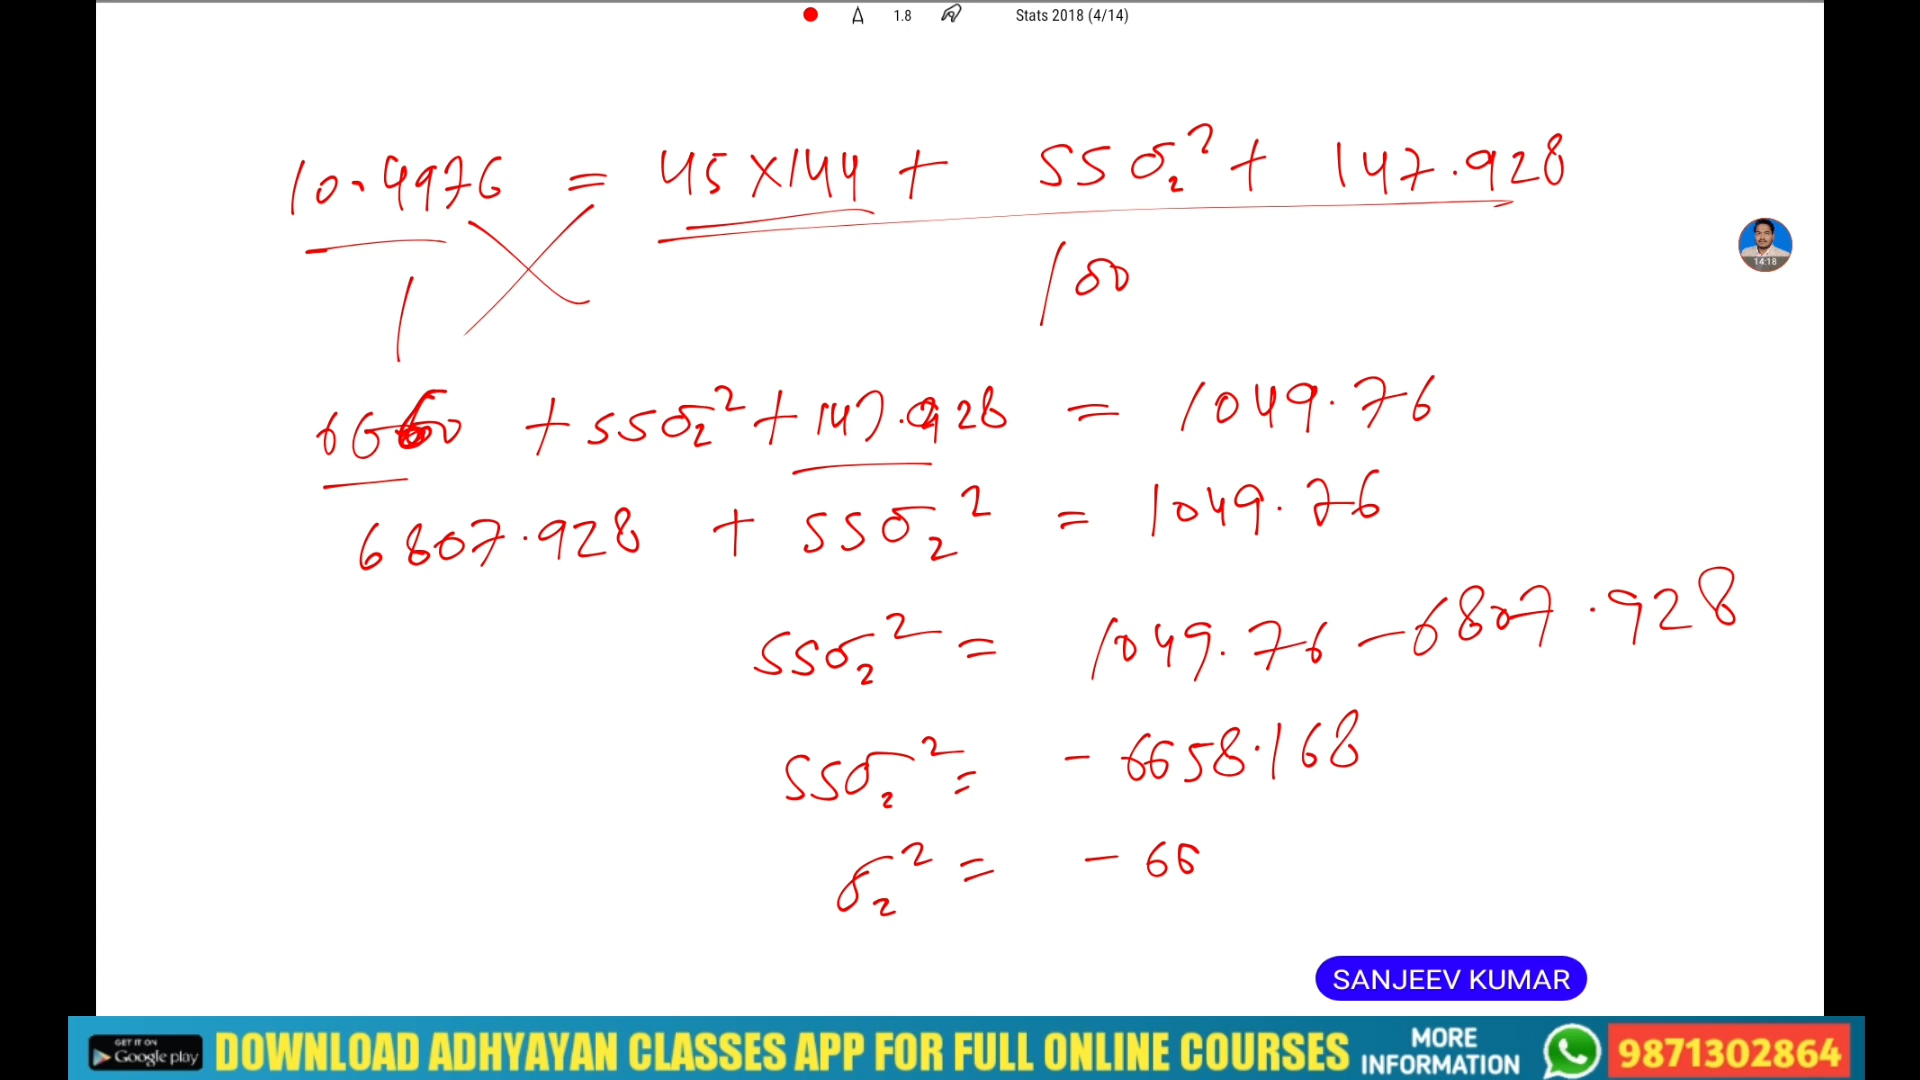 1.8 Stats 2018 (4/14)
10.4976 = 45 × 144 + 55σ₂² + 147.928
1 100
14:18
6660 + 55σ₂² + 147.928 = 1049.76
6807.928 + 55σ₂² = 1049.76
55σ₂² = 1049.76 - 6807.928
55σ₂² = - 6658.168
σ₂² = - 66
SANJEEV KUMAR
GET IT ON
Google play
DOWNLOAD ADHYAYAN CLASSES APP FOR FULL ONLINE COURSES
MORE
INFORMATION
9871302864